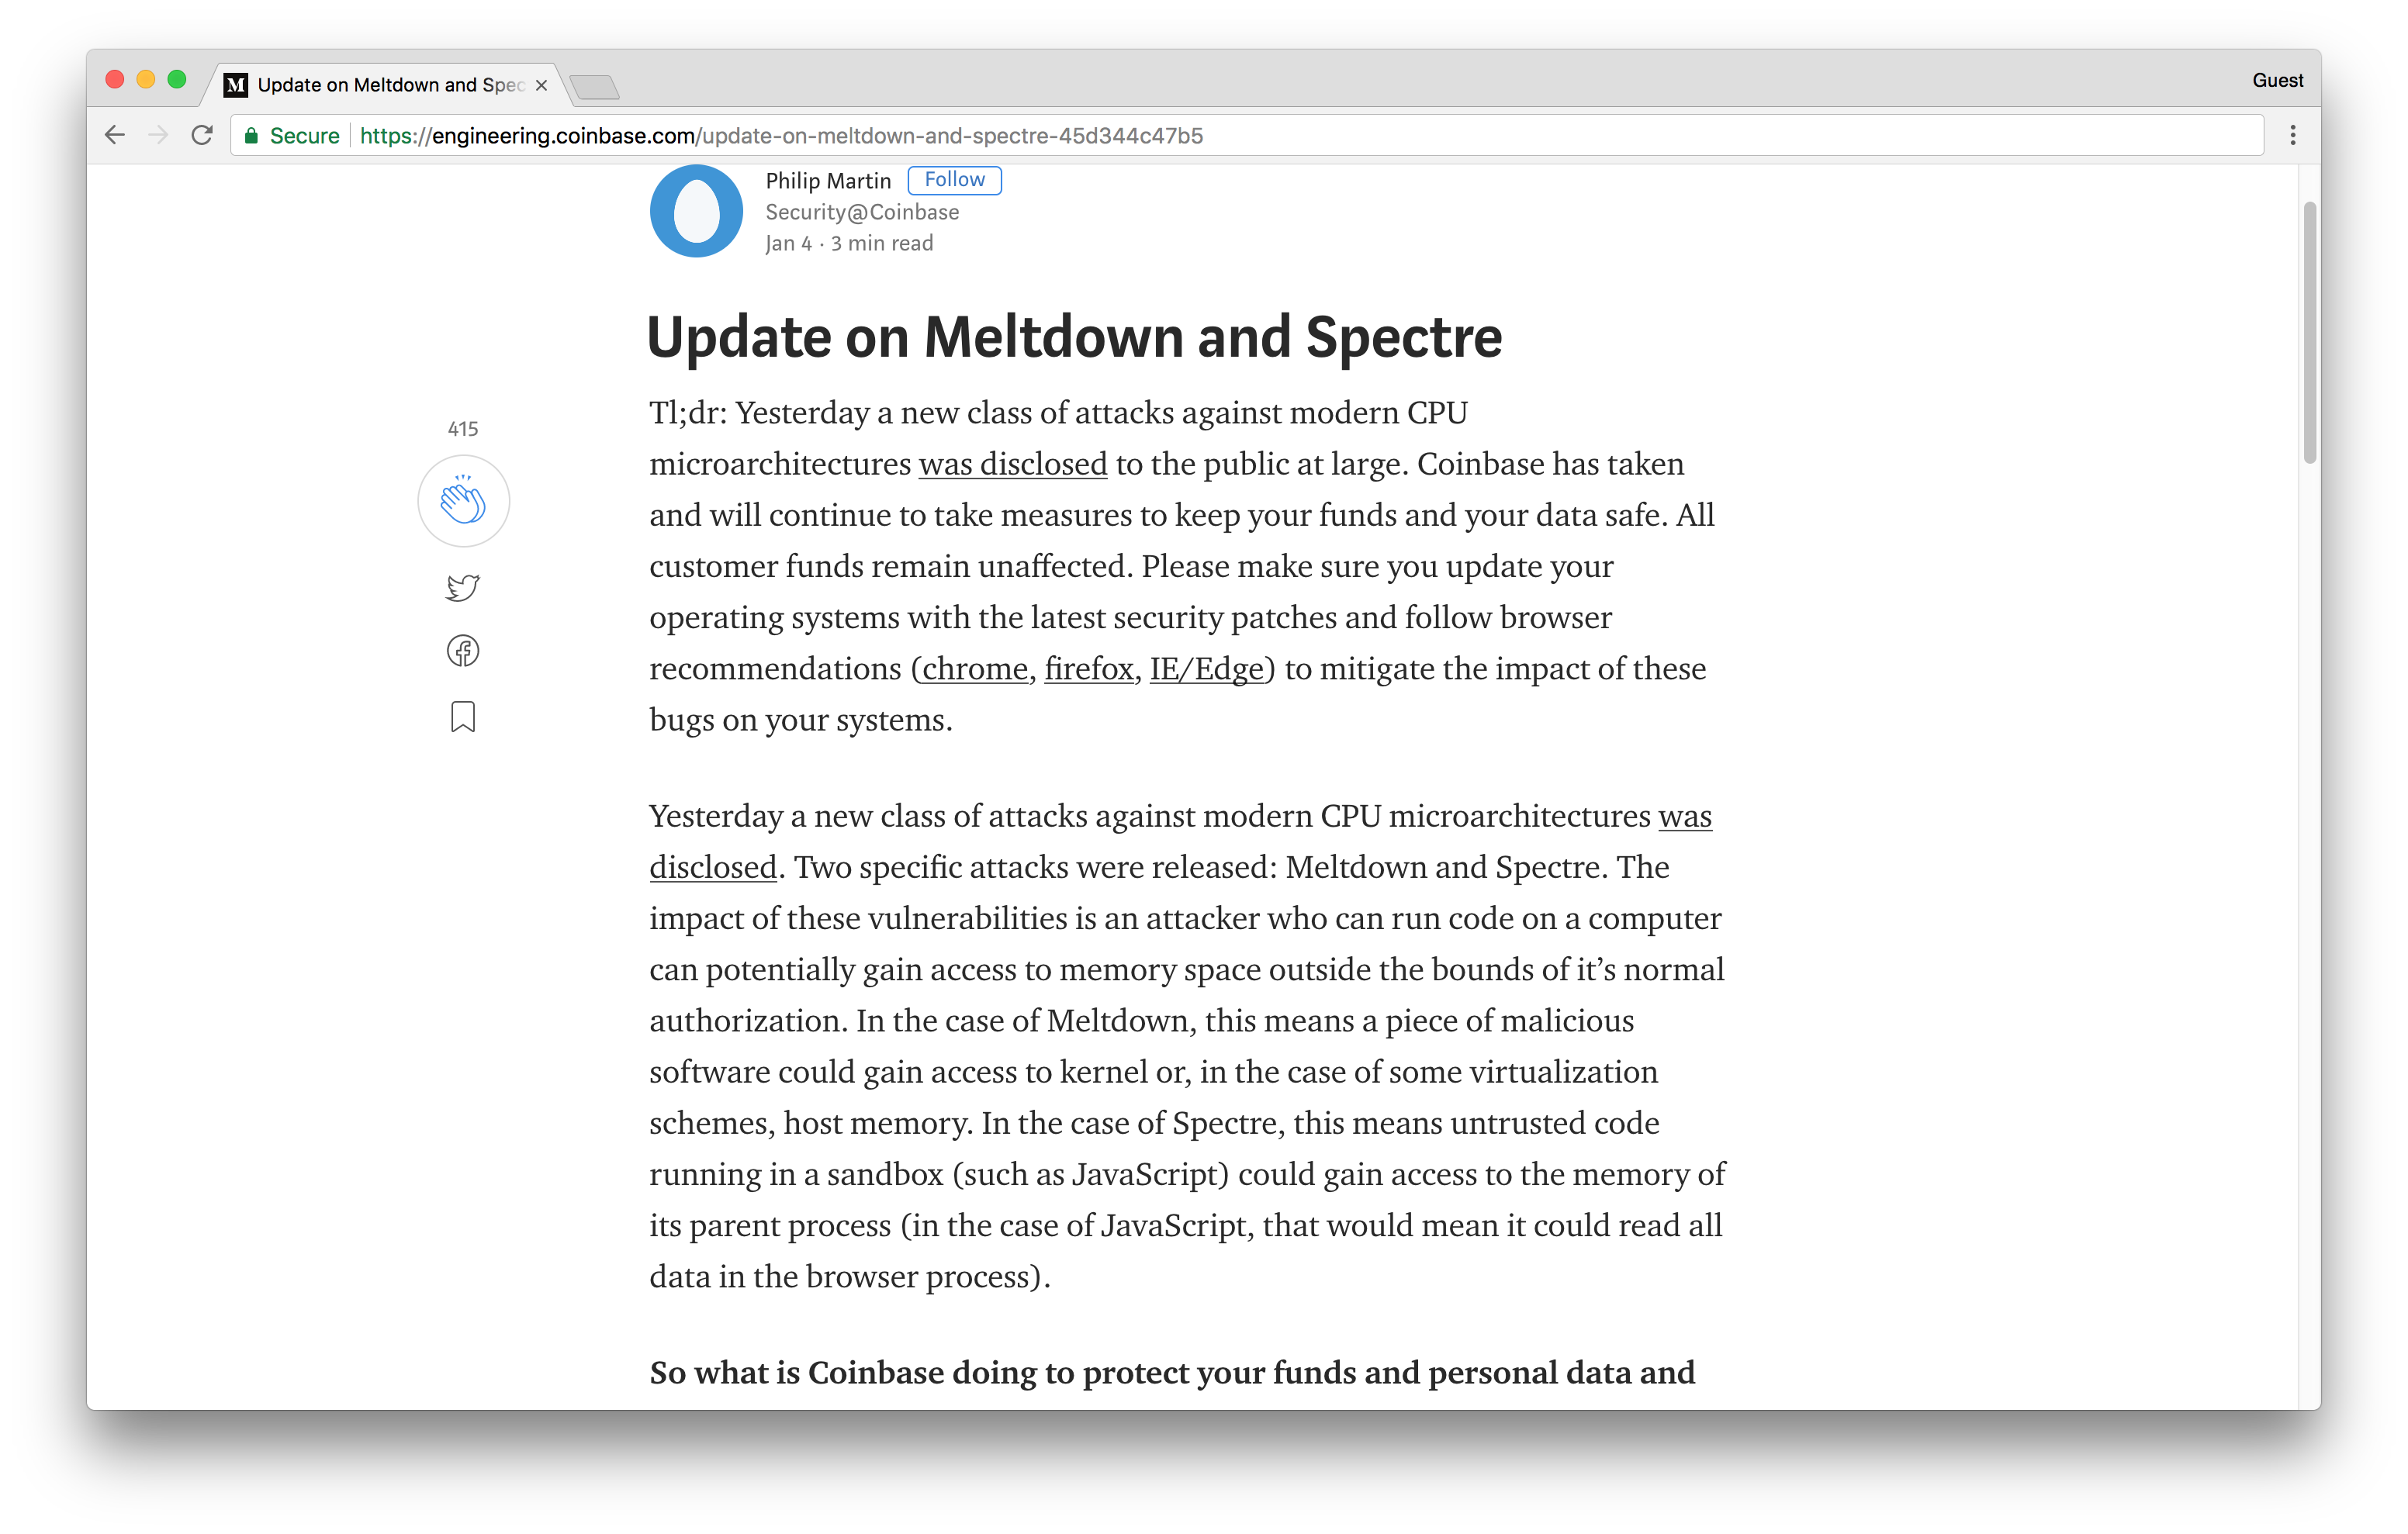 M Update on Meltdown and Spec
Guest
Secure https://engineering.coinbase.com/update-on-meltdown-and-spectre-45d344c47b5
Philip Martin Follow
Security@Coinbase
Jan 4 · 3 min read
Update on Meltdown and Spectre
Tl;dr: Yesterday a new class of attacks against modern CPU
microarchitectures was disclosed to the public at large. Coinbase has taken
and will continue to take measures to keep your funds and your data safe. All
customer funds remain unaffected. Please make sure you update your
operating systems with the latest security patches and follow browser
recommendations (chrome, firefox, IE/Edge) to mitigate the impact of these
bugs on your systems.
415
Yesterday a new class of attacks against modern CPU microarchitectures was
disclosed. Two specific attacks were released: Meltdown and Spectre. The
impact of these vulnerabilities is an attacker who can run code on a computer
can potentially gain access to memory space outside the bounds of it’s normal
authorization. In the case of Meltdown, this means a piece of malicious
software could gain access to kernel or, in the case of some virtualization
schemes, host memory. In the case of Spectre, this means untrusted code
running in a sandbox (such as JavaScript) could gain access to the memory of
its parent process (in the case of JavaScript, that would mean it could read all
data in the browser process).
So what is Coinbase doing to protect your funds and personal data and